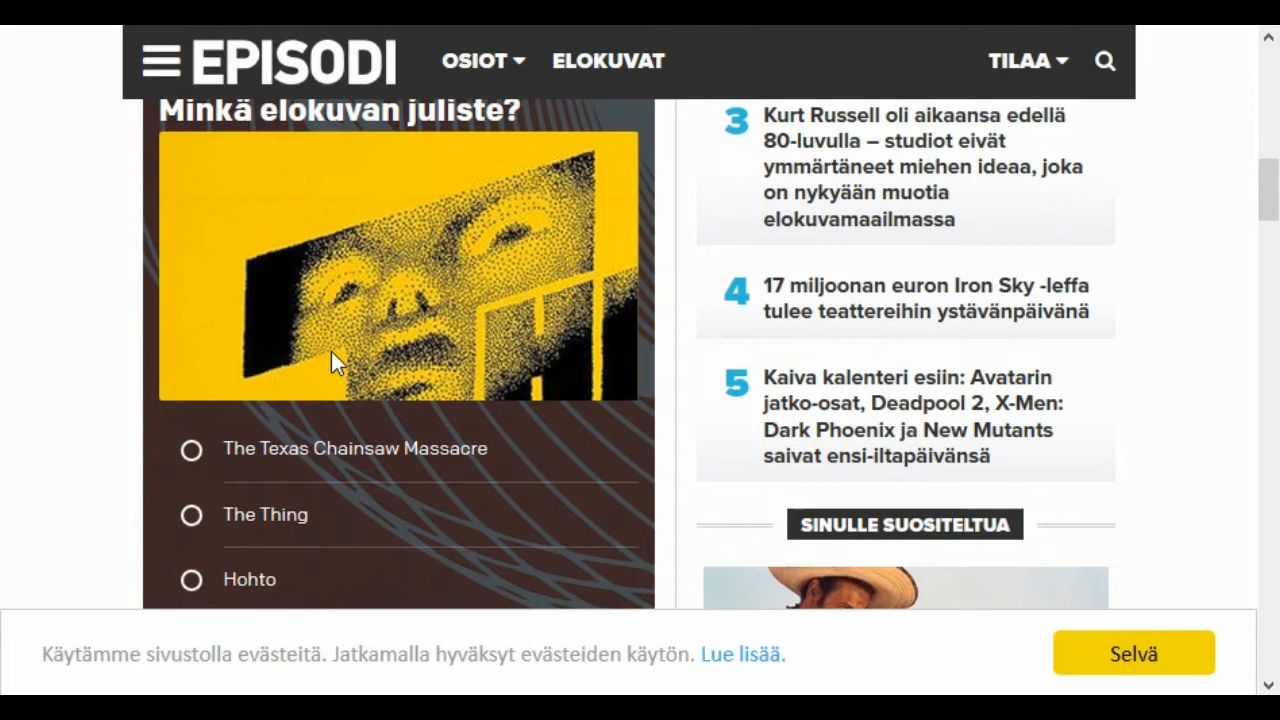 EPISODI
OSIOT
ELOKUVAT
TILAA
Minkä elokuvan juliste?
The Texas Chainsaw Massacre
The Thing
Hohto
3
Kurt Russell oli aikaansa edellä
80-luvulla – studiot eivät
ymmärtäneet miehen ideaa, joka
on nykyään muotia
elokuvamaailmassa
4
17 miljoonan euron Iron Sky -leffa
tulee teattereihin ystävänpäivänä
5
Kaiva kalenteri esiin: Avatarin
jatko-osat, Deadpool 2, X-Men:
Dark Phoenix ja New Mutants
saivat ensi-iltapäivänsä
SINULLE SUOSITELTUA
Käytämme sivustolla evästeitä. Jatkamalla hyväksyt evästeiden käytön. Lue lisää.
Selvä